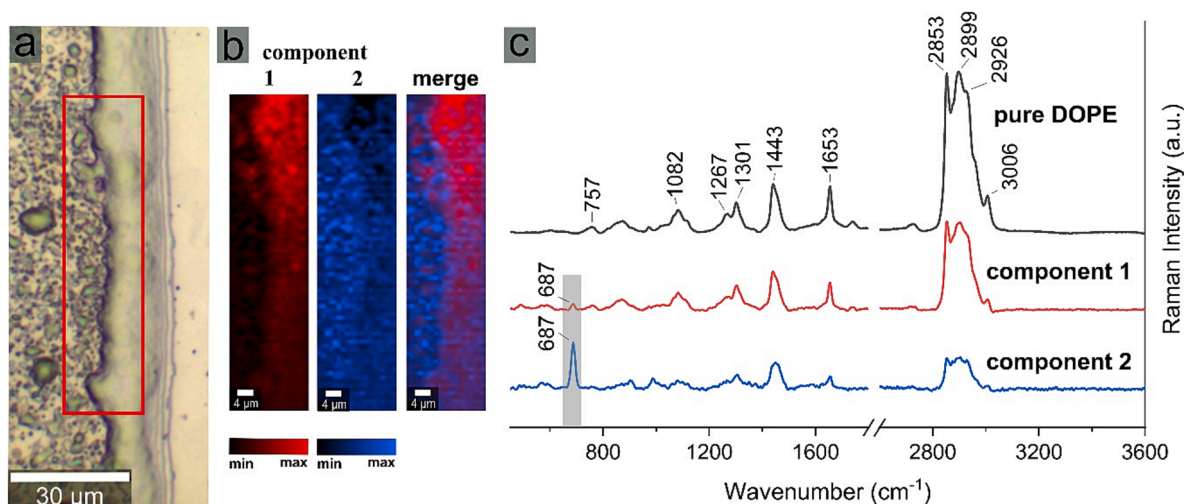 a
30 µm
b
component
1 2 merge
4 µm 4 µm 4 µm
min max min max
c
2853 2899 2926
pure DOPE
757 1082 1267 1301 1443 1653 3006
component 1
687
component 2
687
800 1200 1600 2800 3200 3600
Wavenumber (cm⁻¹)
Raman Intensity (a.u.)